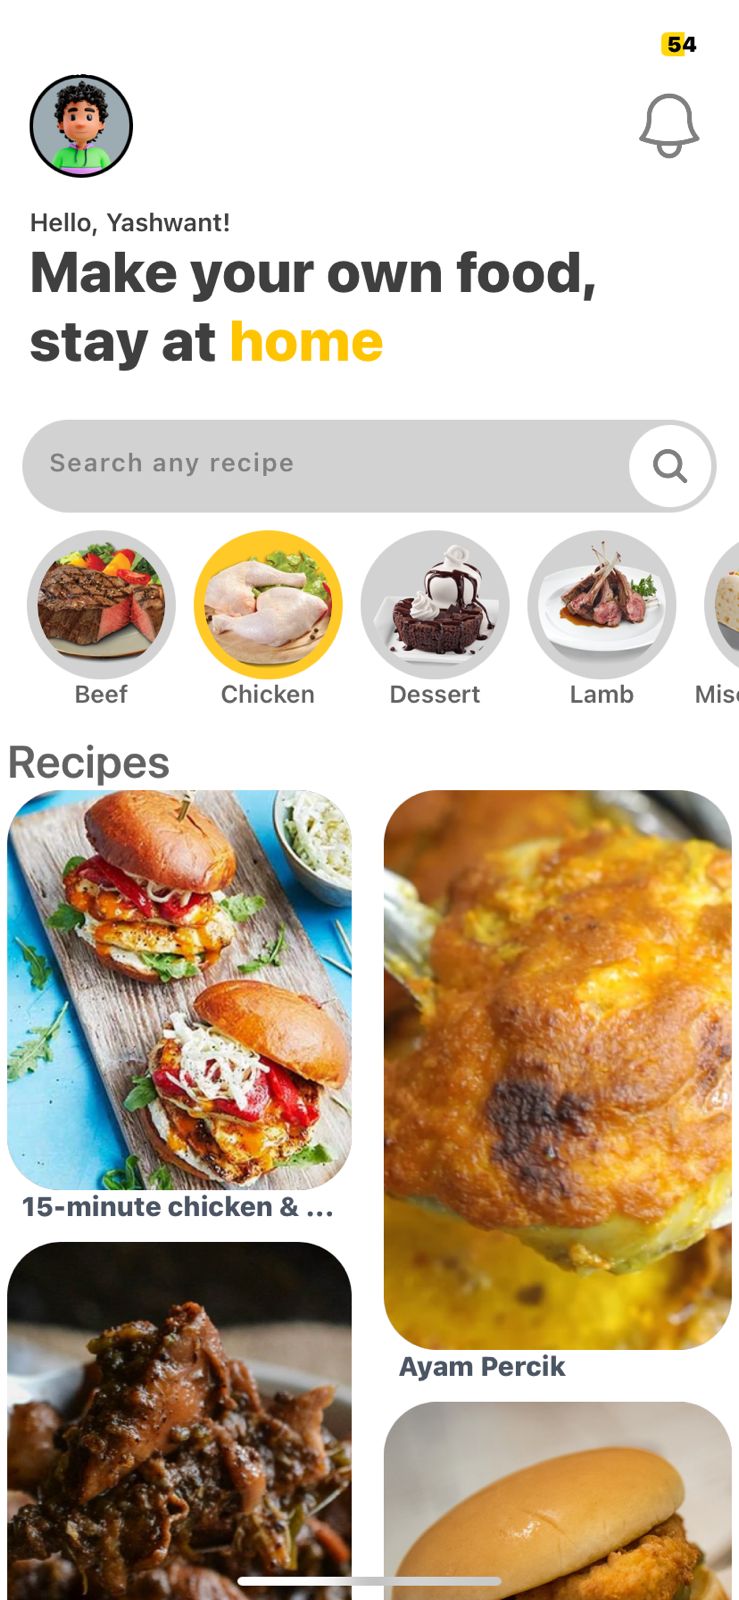 54
Hello, Yashwant!
Make your own food,
stay at home
Search any recipe
Beef
Chicken
Dessert
Lamb
Misc
Recipes
15-minute chicken & ...
Ayam Percik